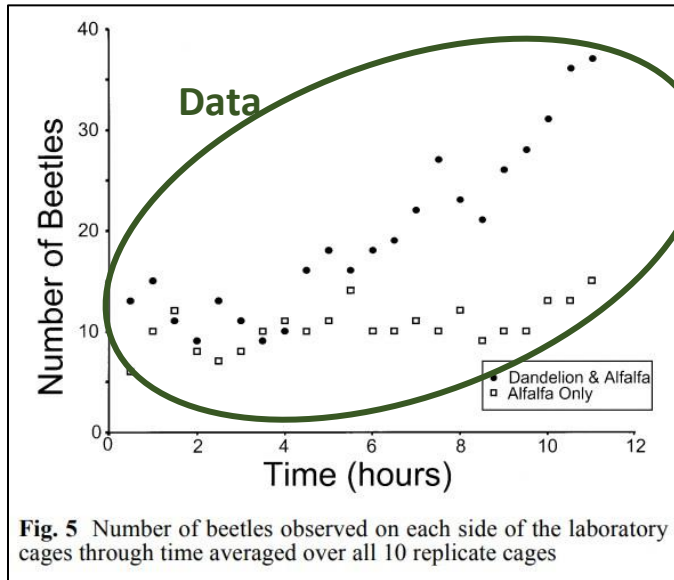 40
Data
30
20
10
0
Number of Beetles
Dandelion & Alfalfa
Alfalfa Only
0 2 4 6 8 10 12
Time (hours)
Fig. 5 Number of beetles observed on each side of the laboratory
cages through time averaged over all 10 replicate cages